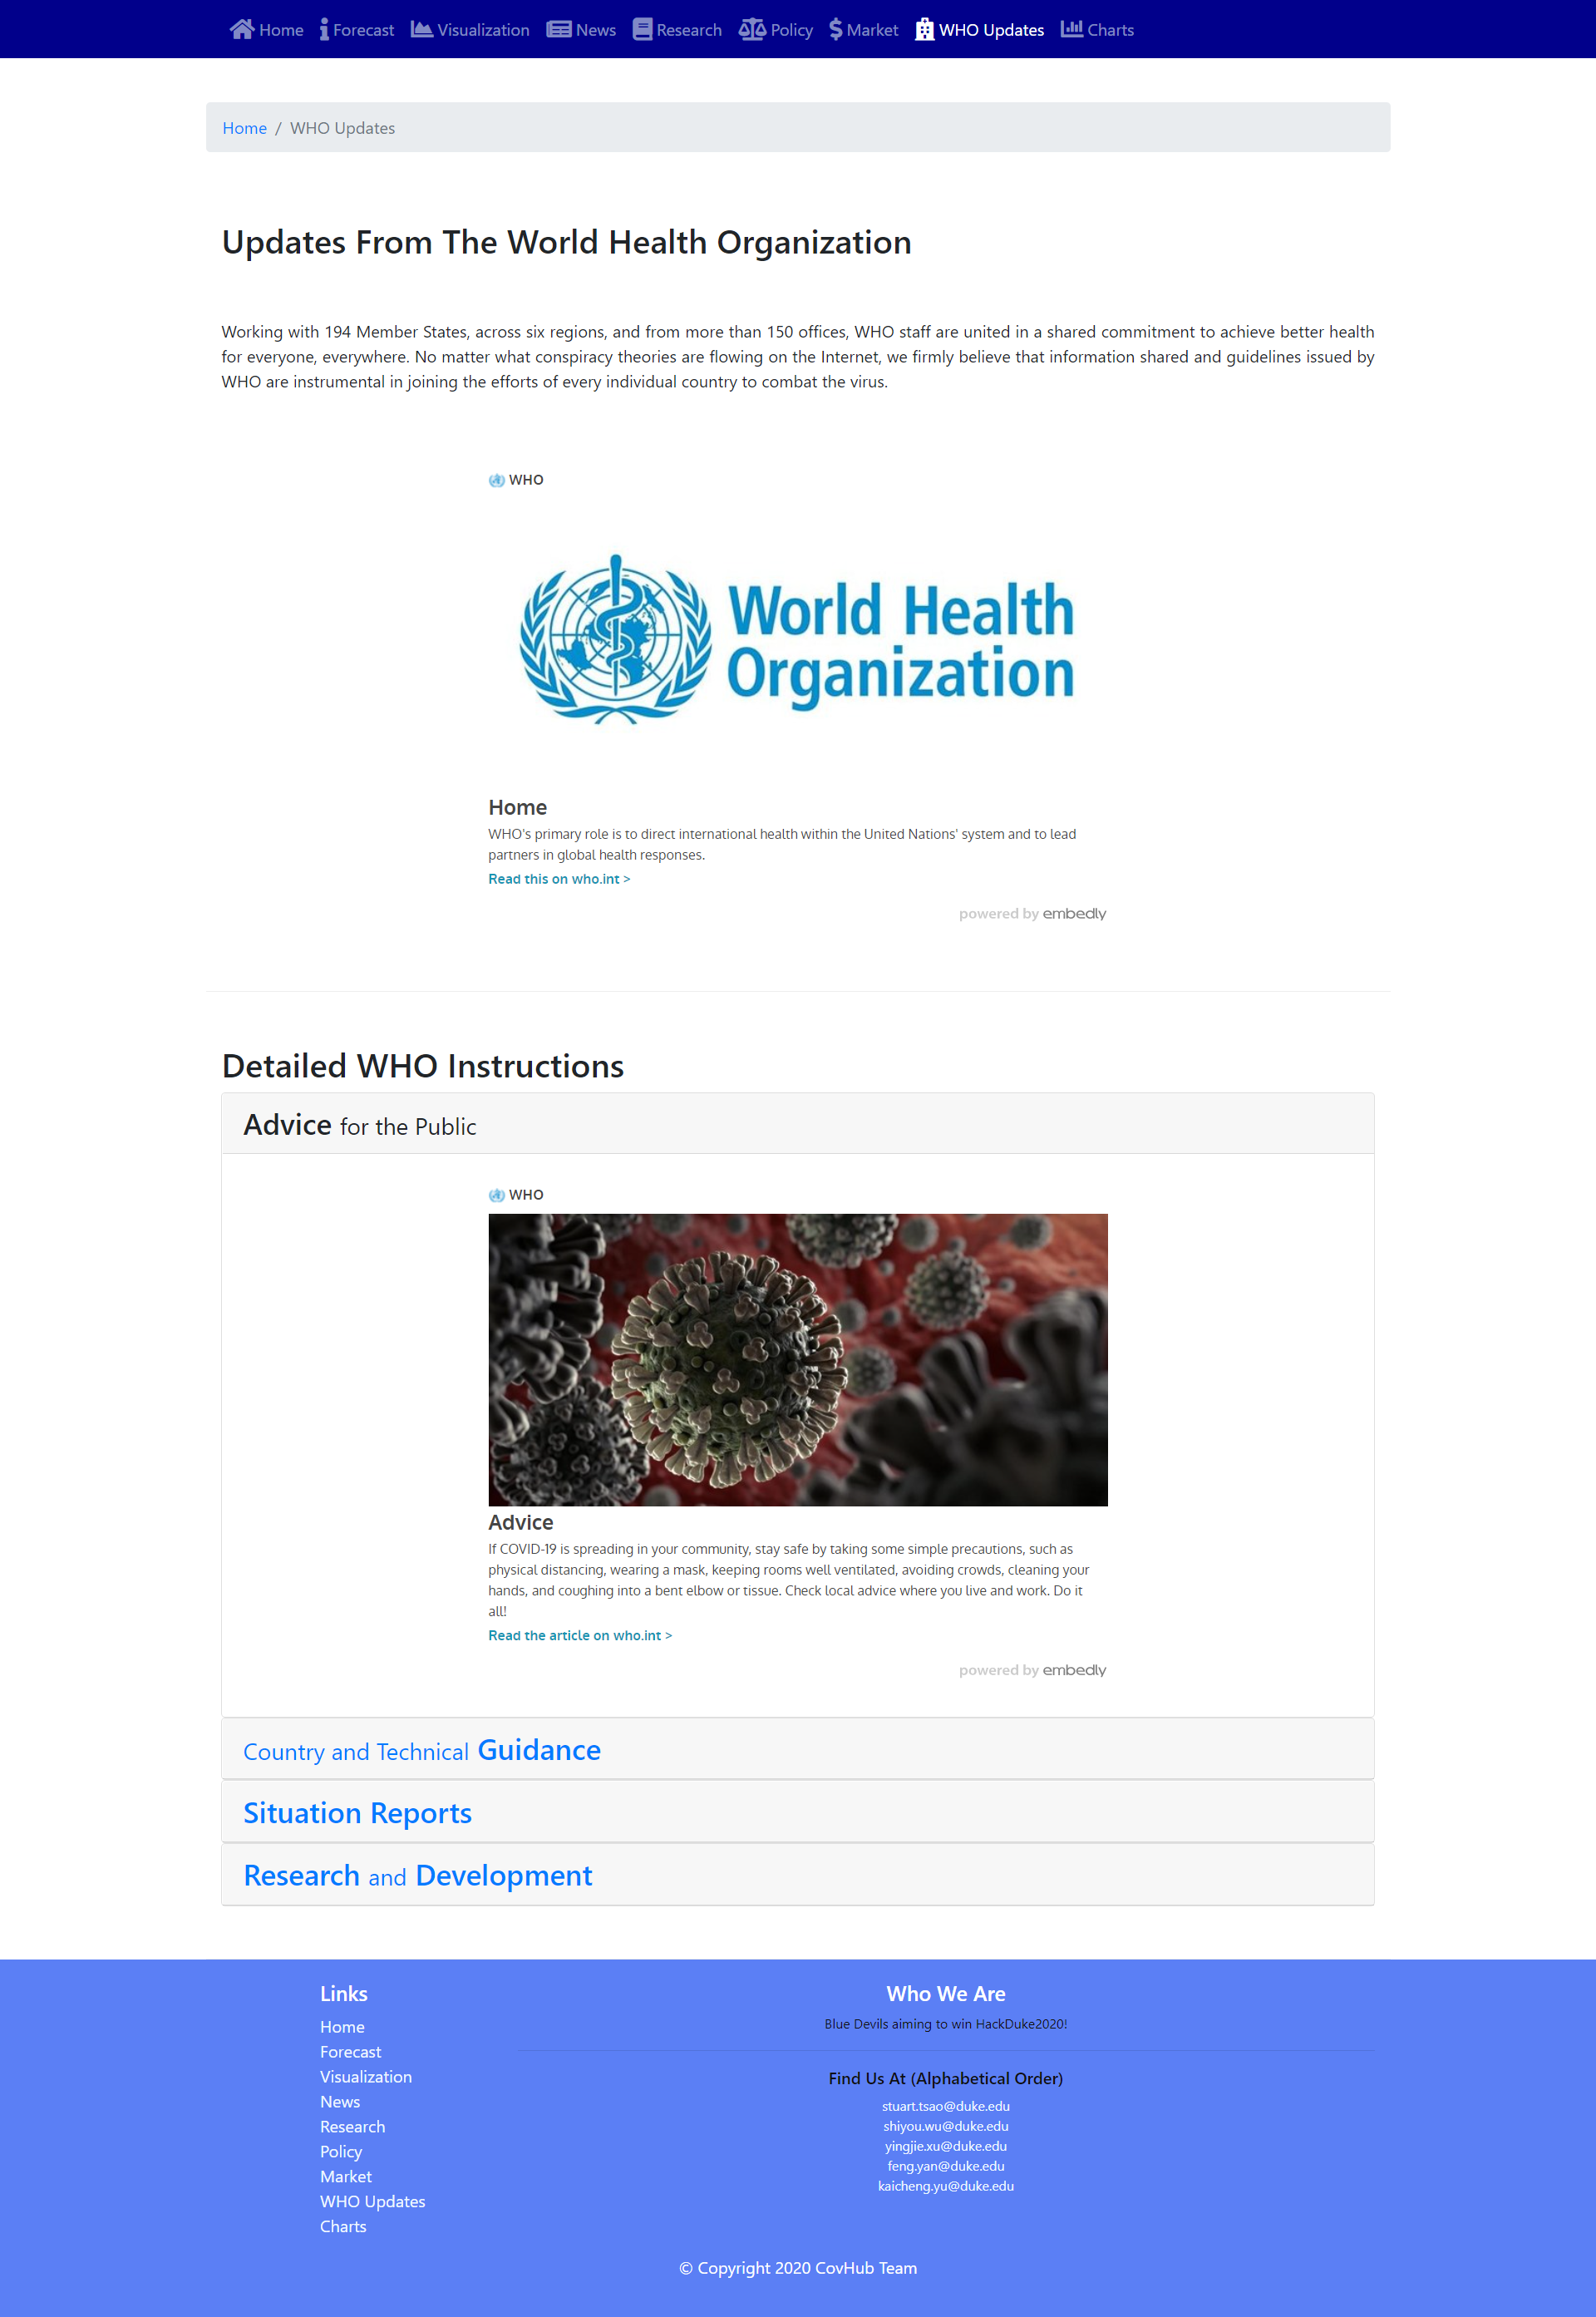 Home Forecast Visualization News Research Policy Market WHO Updates Charts
Home / WHO Updates
Updates From The World Health Organization
Working with 194 Member States, across six regions, and from more than 150 offices, WHO staff are united in a shared commitment to achieve better health
for everyone, everywhere. No matter what conspiracy theories are flowing on the Internet, we firmly believe that information shared and guidelines issued by
WHO are instrumental in joining the efforts of every individual country to combat the virus.
WHO
World Health
Organization
Home
WHO's primary role is to direct international health within the United Nations' system and to lead
partners in global health responses.
Read this on who.int >
powered by embedly
Detailed WHO Instructions
Advice for the Public
WHO
Advice
If COVID-19 is spreading in your community, stay safe by taking some simple precautions, such as
physical distancing, wearing a mask, keeping rooms well ventilated, avoiding crowds, cleaning your
hands, and coughing into a bent elbow or tissue. Check local advice where you live and work. Do it
all!
Read the article on who.int >
powered by embedly
Country and Technical Guidance
Situation Reports
Research and Development
Links
Home
Forecast
Visualization
News
Research
Policy
Market
WHO Updates
Charts
Who We Are
Blue Devils aiming to win HackDuke2020!
Find Us At (Alphabetical Order)
stuart.tsao@duke.edu
shiyou.wu@duke.edu
yingjie.xu@duke.edu
feng.yan@duke.edu
kaicheng.yu@duke.edu
© Copyright 2020 CovHub Team